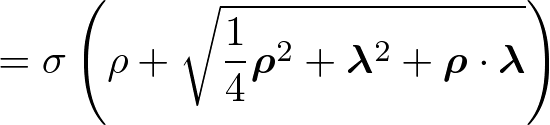 = σ ( ρ + √( 1/4 𝝆² + 𝝀² + 𝝆 · 𝝀 ) )